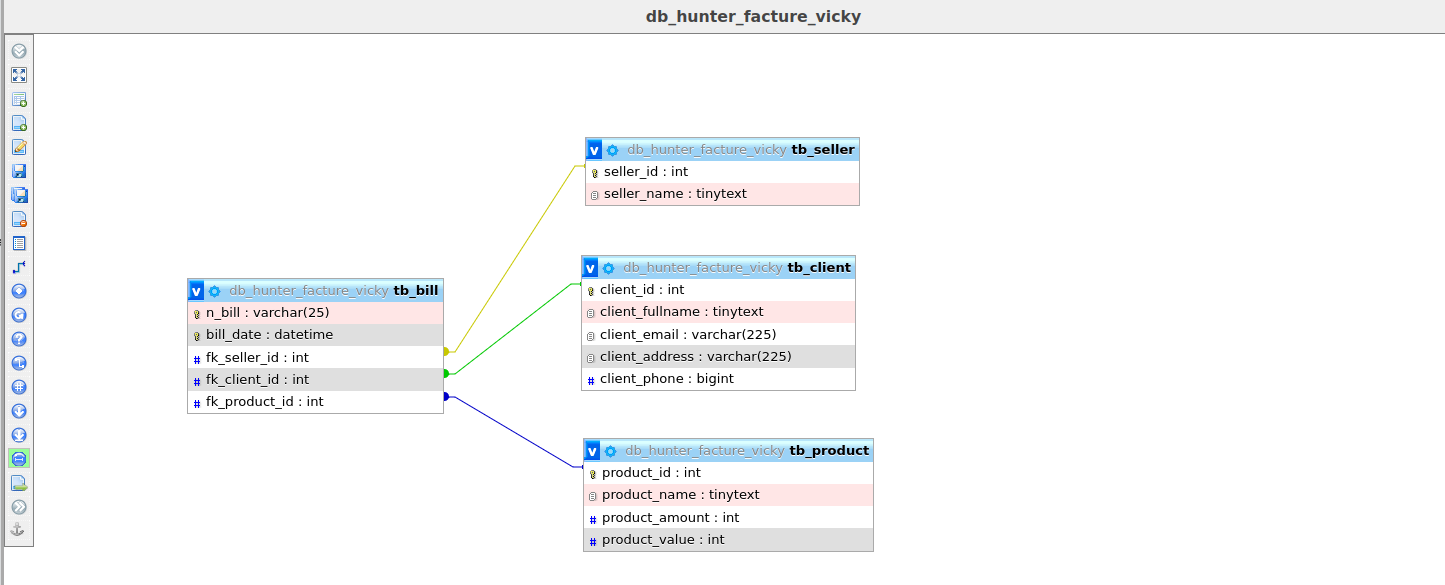 db_hunter_facture_vicky
v db_hunter_facture_vicky tb_seller
seller_id : int
seller_name : tinytext
v db_hunter_facture_vicky tb_client
client_id : int
client_fullname : tinytext
client_email : varchar(225)
client_address : varchar(225)
# client_phone : bigint
v db_hunter_facture_vicky tb_bill
n_bill : varchar(25)
bill_date : datetime
# fk_seller_id : int
# fk_client_id : int
# fk_product_id : int
v db_hunter_facture_vicky tb_product
product_id : int
product_name : tinytext
# product_amount : int
# product_value : int